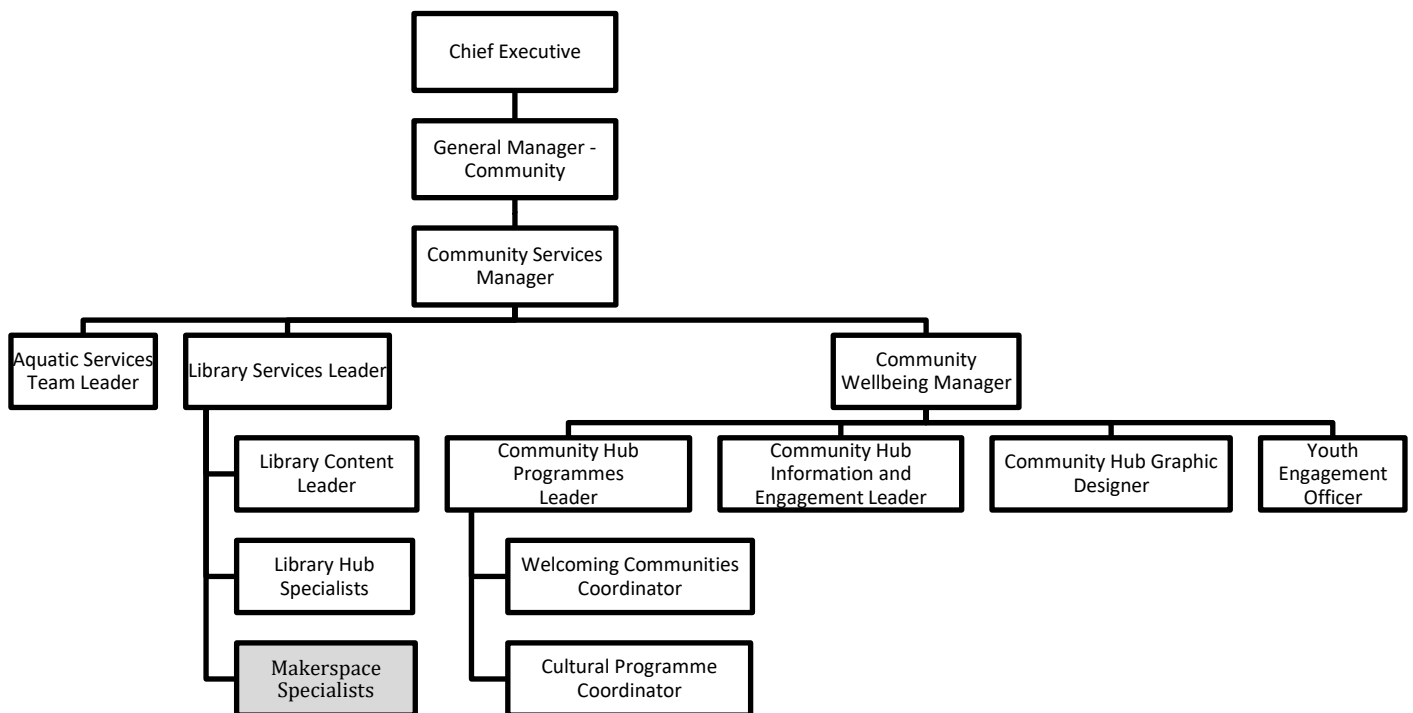 Chief Executive
General Manager -
Community
Community Services
Manager
Aquatic Services
Team Leader
Library Services Leader
Community
Wellbeing Manager
Library Content
Leader
Library Hub
Specialists
Makerspace
Specialists
Community Hub
Programmes
Leader
Community Hub
Information and
Engagement Leader
Community Hub Graphic
Designer
Youth
Engagement
Officer
Welcoming Communities
Coordinator
Cultural Programme
Coordinator